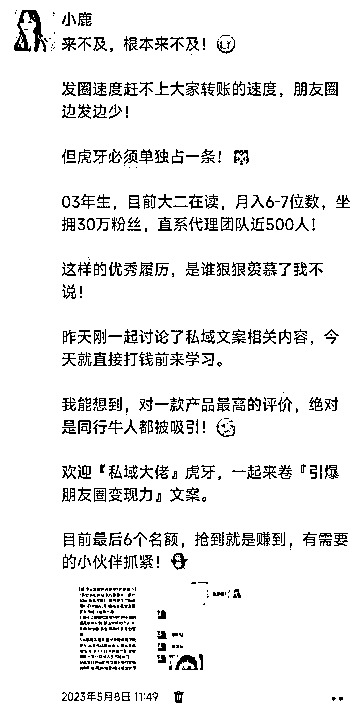 小鹿
来不及，根本来不及！
发圈速度赶不上大家转账的速度，朋友圈
边发边少！
但虎牙必须单独占一条！
03年生，目前大二在读，月入6-7位数，坐
拥30万粉丝，直系代理团队近500人！
这样的优秀履历，是谁狠狠羡慕了我不
说！
昨天刚一起讨论了私域文案相关内容，今
天就直接打钱前来学习。
我能想到，对一款产品最高的评价，绝对
是同行牛人都被吸引！
欢迎『私域大佬』虎牙，一起来卷『引爆
朋友圈变现力』文案。
目前最后6个名额，抢到就是赚到，有需要
的小伙伴抓紧！
2023年5月8日 11:49